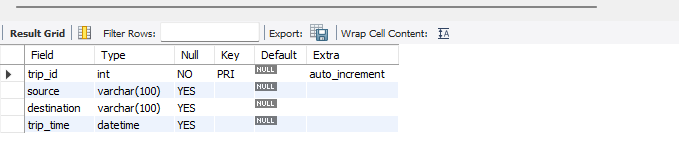 Result Grid Filter Rows: Export: Wrap Cell Content: IA
Field Type Null Key Default Extra
trip_id int NO PRI NULL auto_increment
source varchar(100) YES NULL
destination varchar(100) YES NULL
trip_time datetime YES NULL